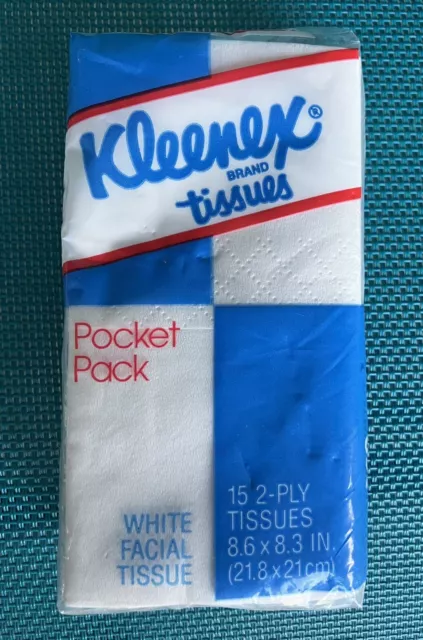 Kleenex®
BRAND
tissues
Pocket
Pack
WHITE
FACIAL
TISSUE
15 2-PLY
TISSUES
8.6 x 8.3 IN.
(21.8 x 21cm)